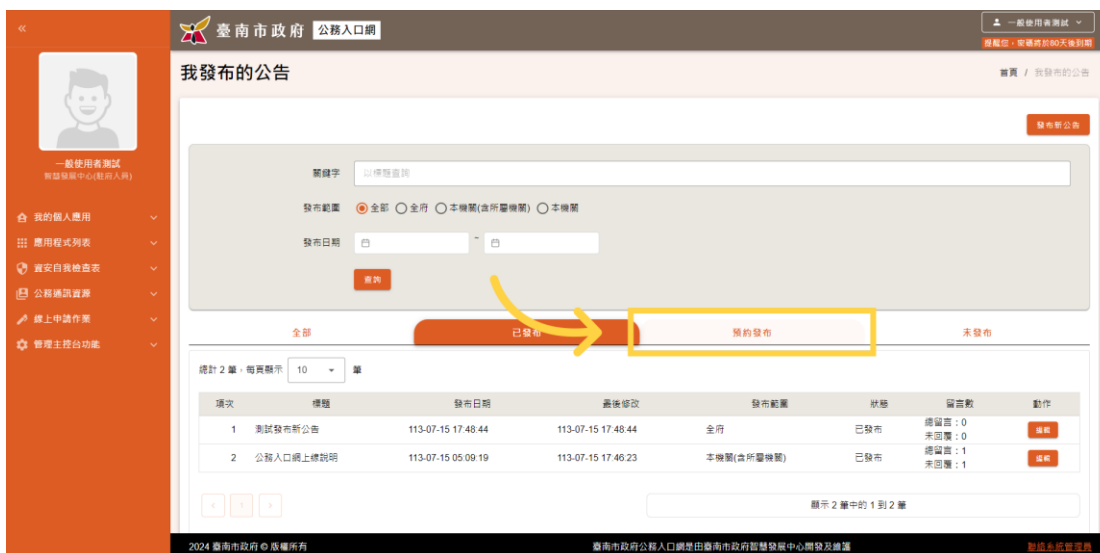 臺南市政府 公務入口網
一般使用者測試
提醒您，密碼將於80天後到期
我發布的公告
首頁 / 我發布的公告
發布新公告
一般使用者測試
智慧發展中心(駐府人員)
我的個人應用
應用程式列表
資安自我檢查表
公務通訊資源
線上申請作業
管理主控台功能
關鍵字 以標題查詢
發布範圍 全部 全府 本機關(含所屬機關) 本機關
發布日期 ~
查詢
全部 已發布 預約發布 未發布
總計 2 筆，每頁顯示 10 筆
項次 標題 發布日期 最後修改 發布範圍 狀態 留言數 動作
1 測試發布新公告 113-07-15 17:48:44 113-07-15 17:48:44 全府 已發布 總留言：0 編輯
未回覆：0
2 公務入口網上線說明 113-07-15 05:09:19 113-07-15 17:46:23 本機關(含所屬機關) 已發布 總留言：1 編輯
未回覆：1
1
顯示 2 筆中的 1 到 2 筆
2024 臺南市政府 © 版權所有 臺南市政府公務入口網是由臺南市政府智慧發展中心開發及維護 聯絡系統管理員